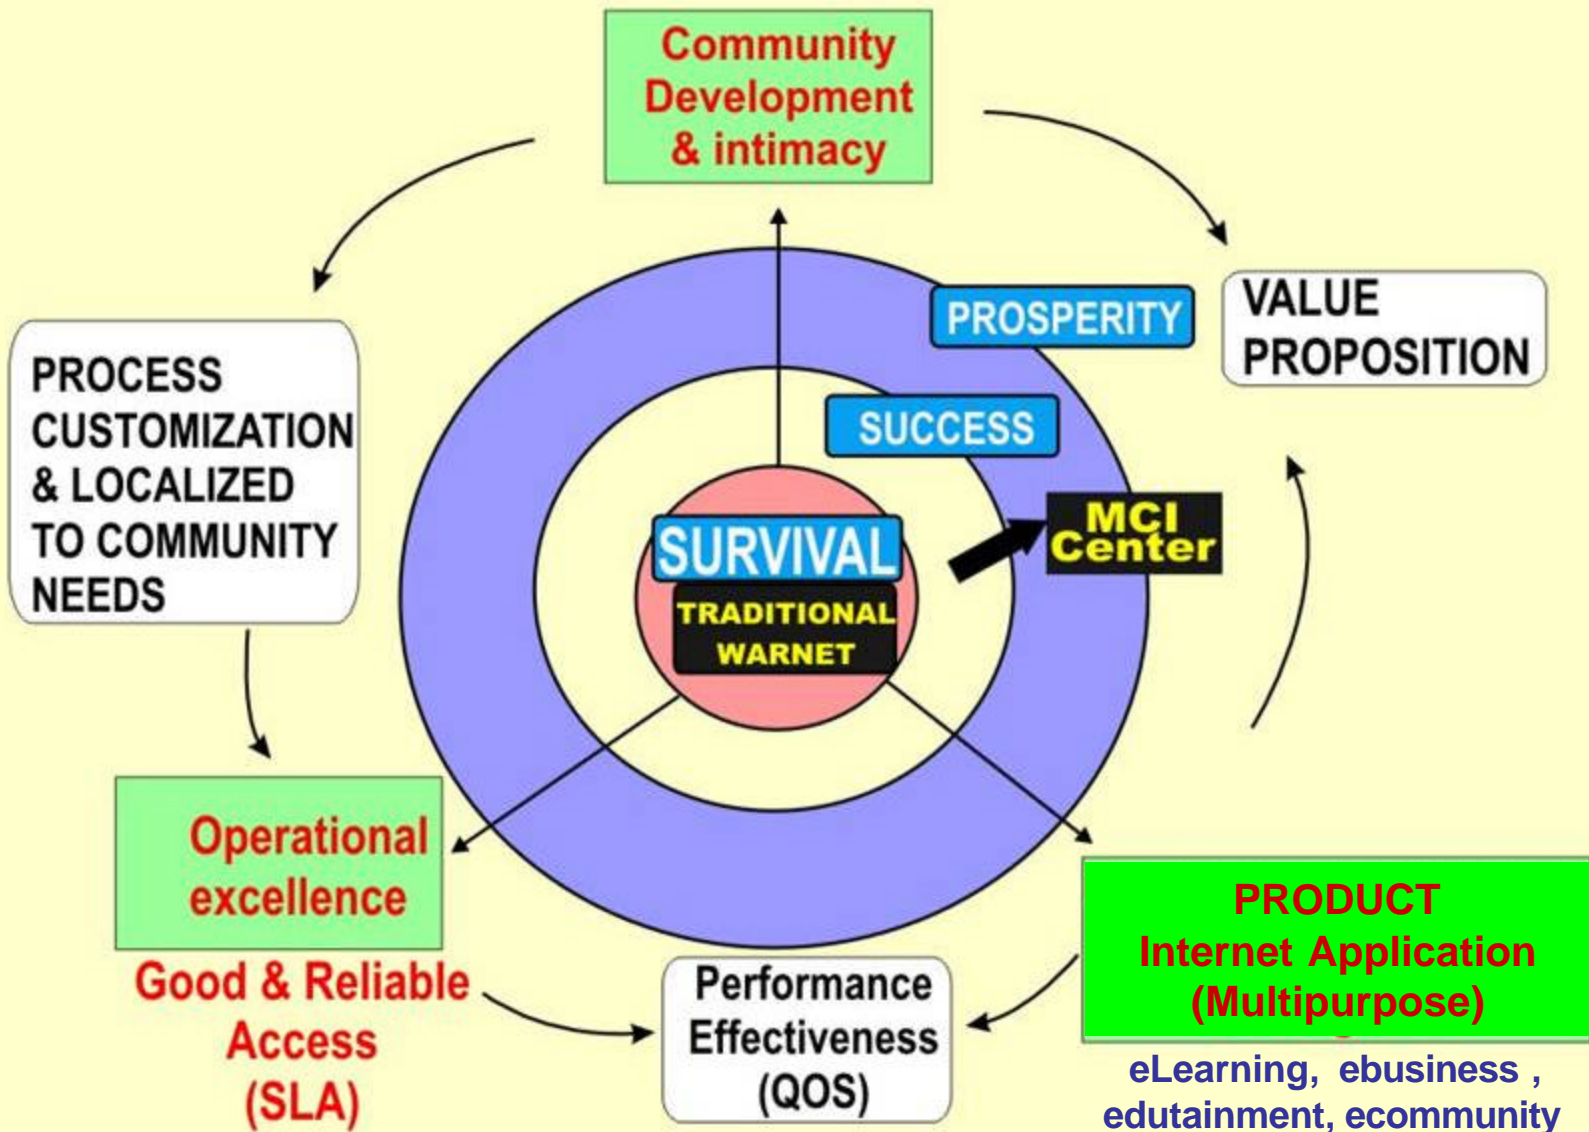 Community
Development
& intimacy
PROSPERITY
VALUE
PROPOSITION
PROCESS
CUSTOMIZATION
& LOCALIZED
TO COMMUNITY
NEEDS
SUCCESS
MCI
Center
SURVIVAL
TRADITIONAL
WARNET
Operational
excellence
Good & Reliable
Access
(SLA)
Performance
Effectiveness
(QOS)
PRODUCT
Internet Application
(Multipurpose)
eLearning, ebusiness ,
edutainment, ecommunity